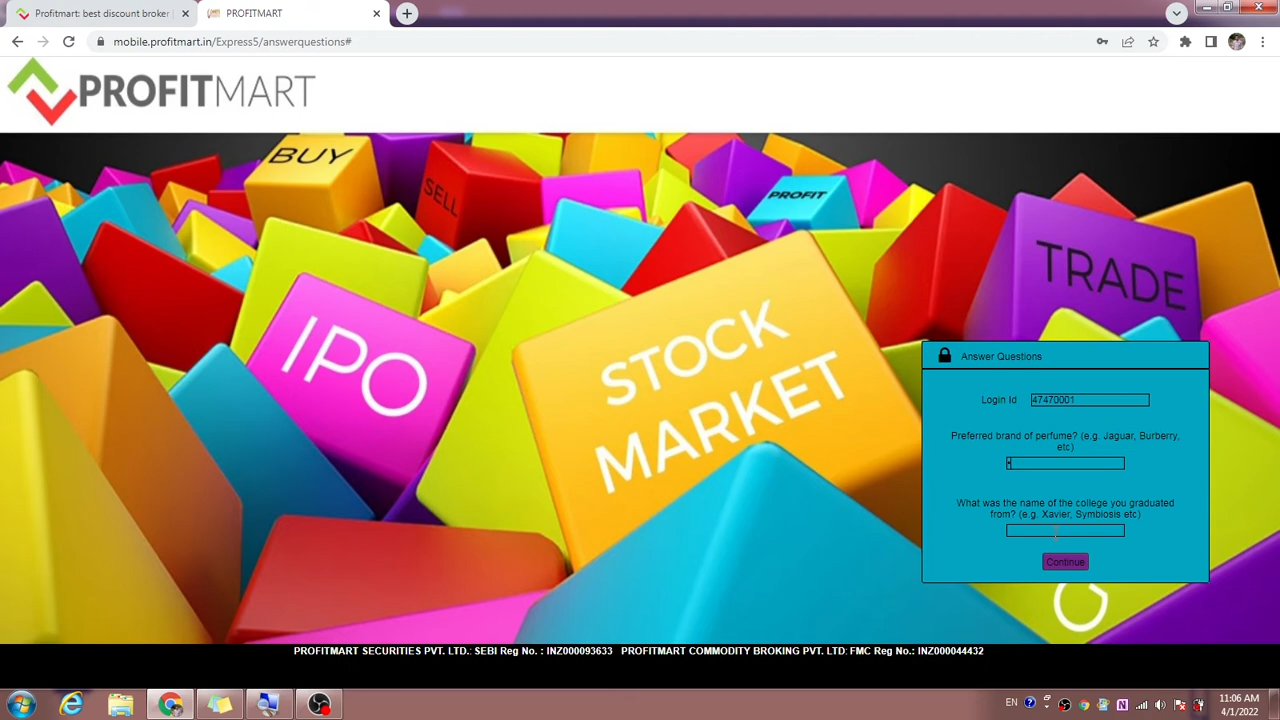 Profitmart: best discount broker
PROFITMART
mobile.profitmart.in/Express5/answerquestions#
PROFITMART
BUY
SELL
PROFIT
TRADE
IPO
STOCK
MARKET
Answer Questions
Login Id 47470001
Preferred brand of perfume? (e.g. Jaguar, Burberry,
etc)
What was the name of the college you graduated
from? (e.g. Xavier, Symbiosis etc)
Continue
PROFITMART SECURITIES PVT. LTD.: SEBI Reg No. : INZ000093633 PROFITMART COMMODITY BROKING PVT. LTD: FMC Reg No.: INZ000044432
EN
11:06 AM
4/1/2022